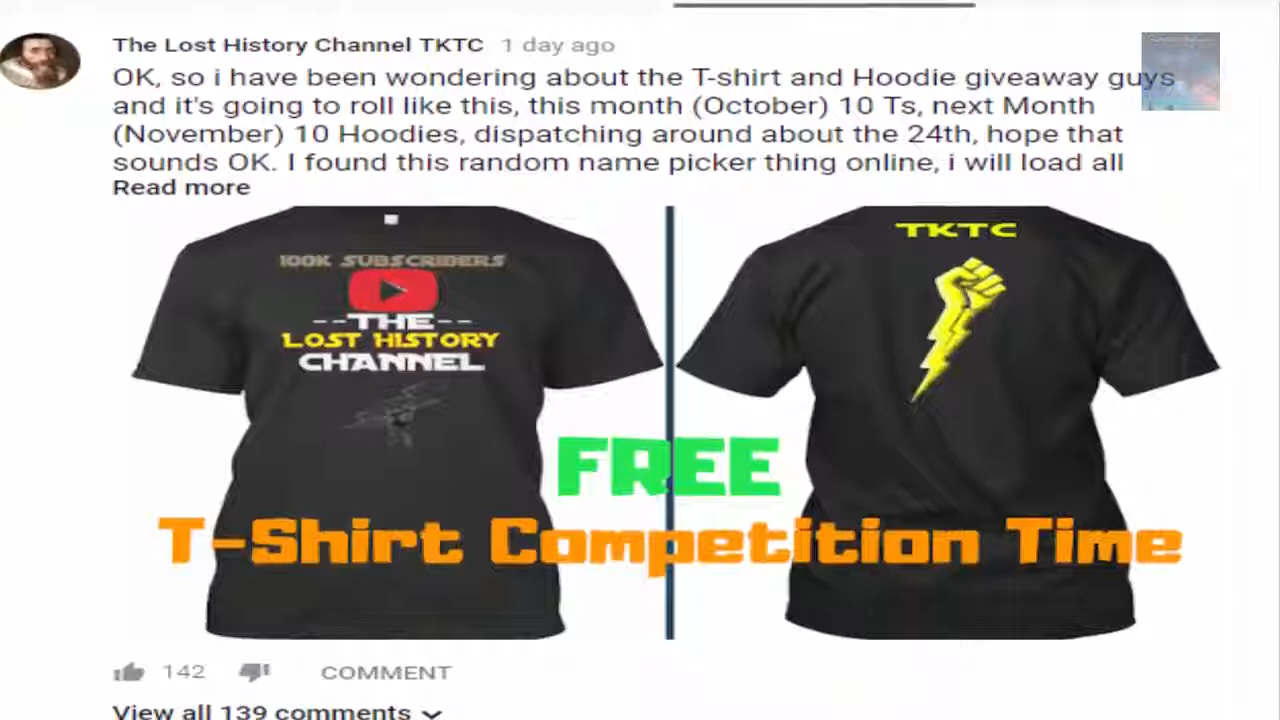 The Lost History Channel TKTC 1 day ago
OK, so i have been wondering about the T-shirt and Hoodie giveaway guys
and it's going to roll like this, this month (October) 10 Ts, next Month
(November) 10 Hoodies, dispatching around about the 24th, hope that
sounds OK. I found this random name picker thing online, i will load all
Read more
100K SUBSCRIBERS
--THE--
LOST HISTORY
CHANNEL
TKTC
FREE
T-Shirt Competition Time
142 COMMENT
View all 139 comments